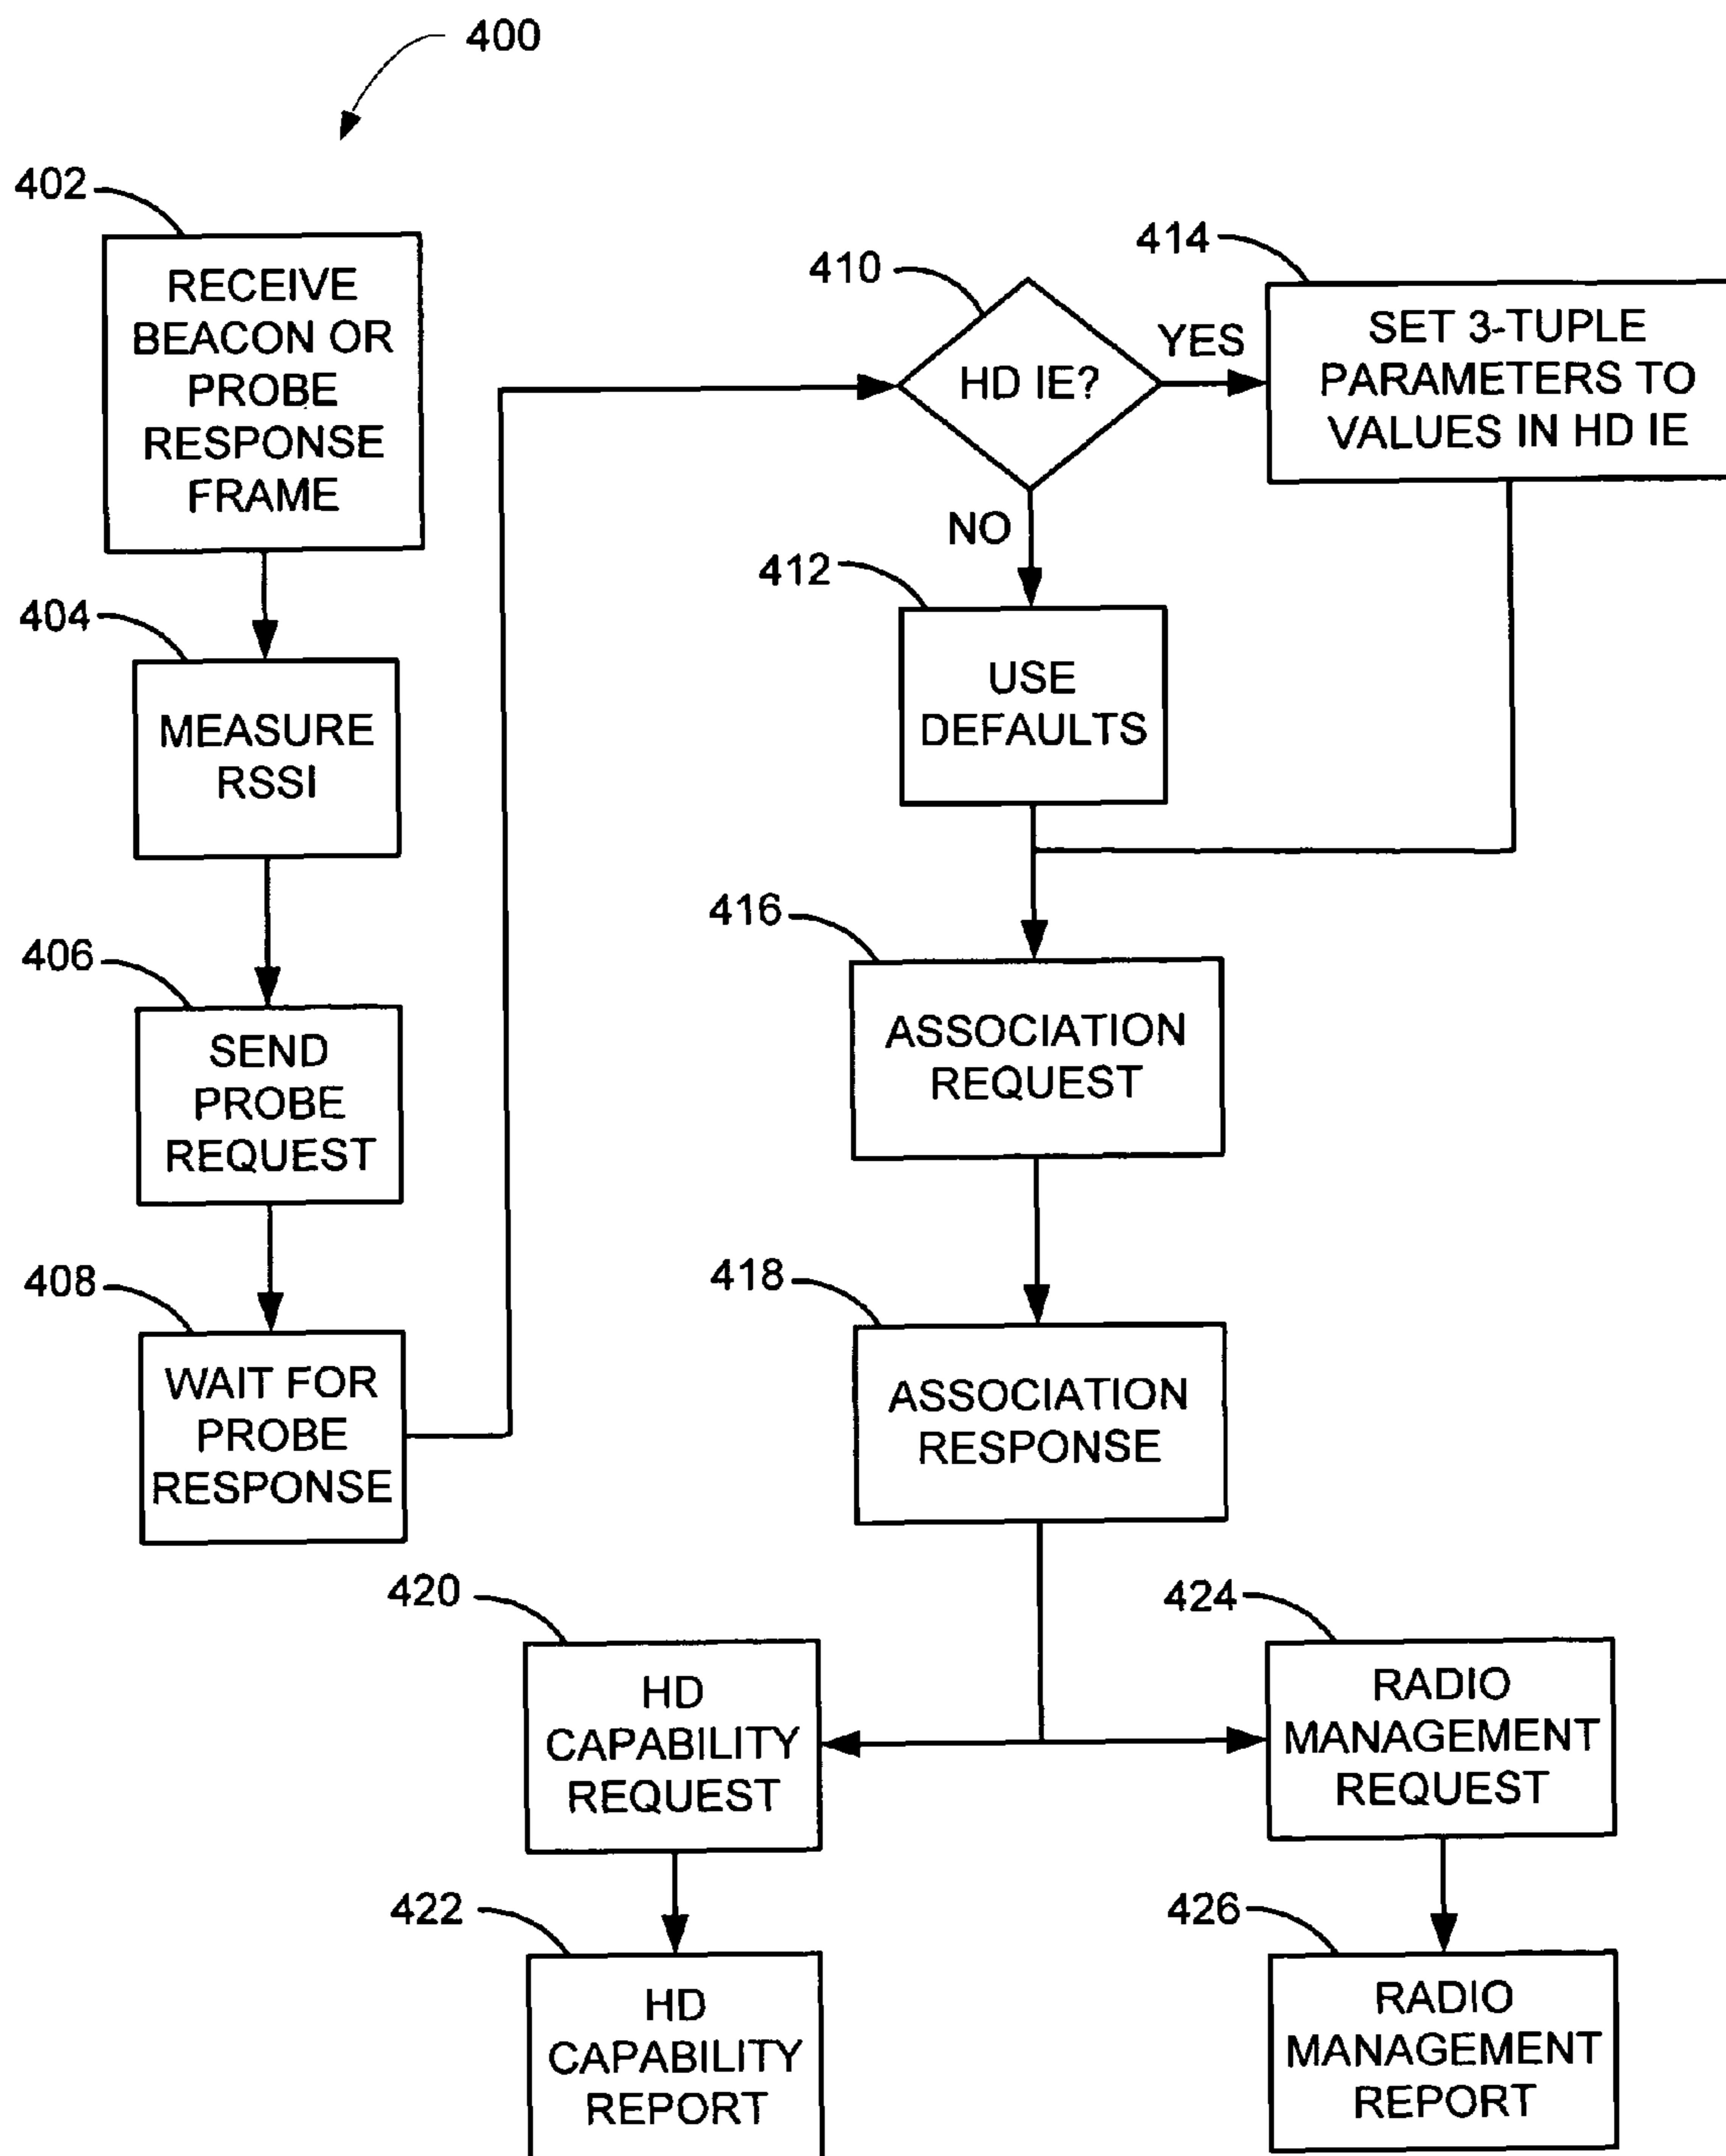 400
402
RECEIVE
BEACON OR
PROBE
RESPONSE
FRAME
404
MEASURE
RSSI
406
SEND
PROBE
REQUEST
408
WAIT FOR
PROBE
RESPONSE
410
HD IE?
YES
NO
414
SET 3-TUPLE
PARAMETERS TO
VALUES IN HD IE
412
USE
DEFAULTS
416
ASSOCIATION
REQUEST
418
ASSOCIATION
RESPONSE
420
HD
CAPABILITY
REQUEST
422
HD
CAPABILITY
REPORT
424
RADIO
MANAGEMENT
REQUEST
426
RADIO
MANAGEMENT
REPORT